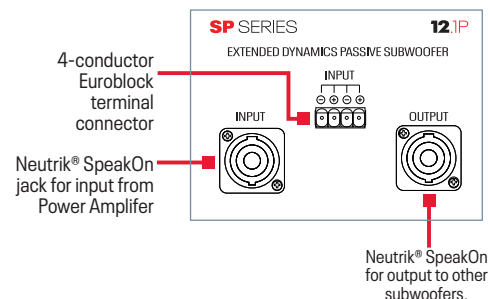 SP SERIES 12.1P
EXTENDED DYNAMICS PASSIVE SUBWOOFER
4-conductor
Euroblock
terminal
connector
INPUT
⊖ ⊕ ⊖ ⊕
INPUT
OUTPUT
Neutrik® SpeakOn
jack for input from
Power Amplifer
Neutrik® SpeakOn
for output to other
subwoofers.